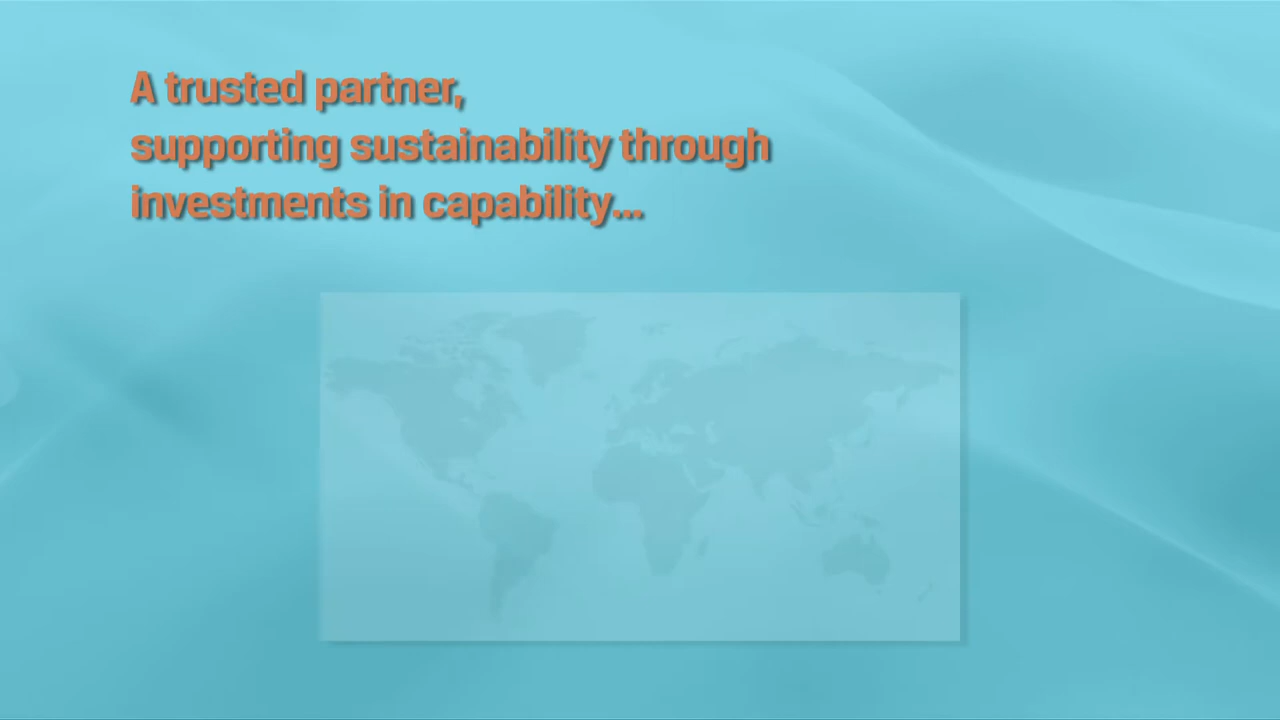 A trusted partner,
supporting sustainability through
investments in capability...